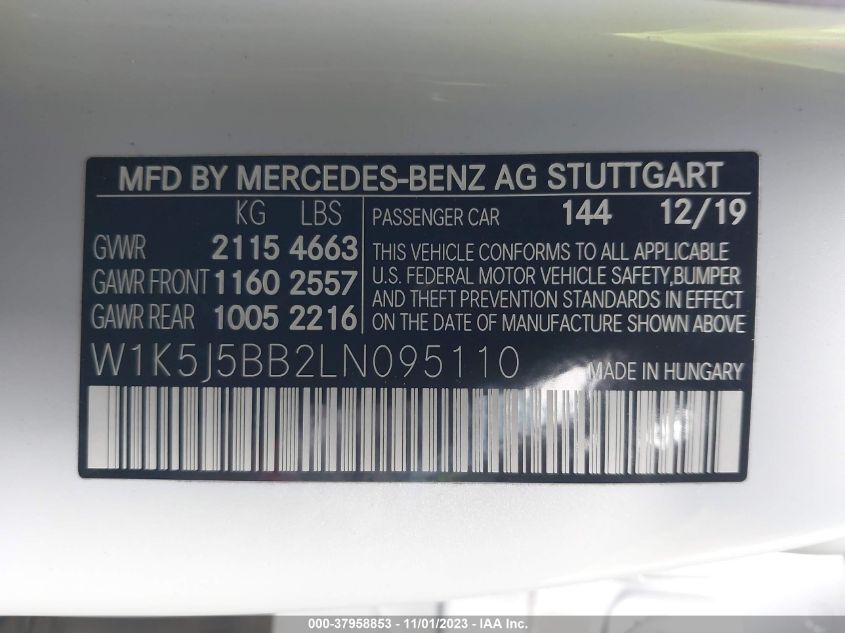 MFD BY MERCEDES-BENZ AG STUTTGART
KG LBS
GVWR 2115 4663
GAWR FRONT 1160 2557
GAWR REAR 1005 2216
PASSENGER CAR 144 12/19
THIS VEHICLE CONFORMS TO ALL APPLICABLE
U.S. FEDERAL MOTOR VEHICLE SAFETY,BUMPER
AND THEFT PREVENTION STANDARDS IN EFFECT
ON THE DATE OF MANUFACTURE SHOWN ABOVE
W1K5J5BB2LN095110
MADE IN HUNGARY
000-37958853 - 11/01/2023 - IAA Inc.